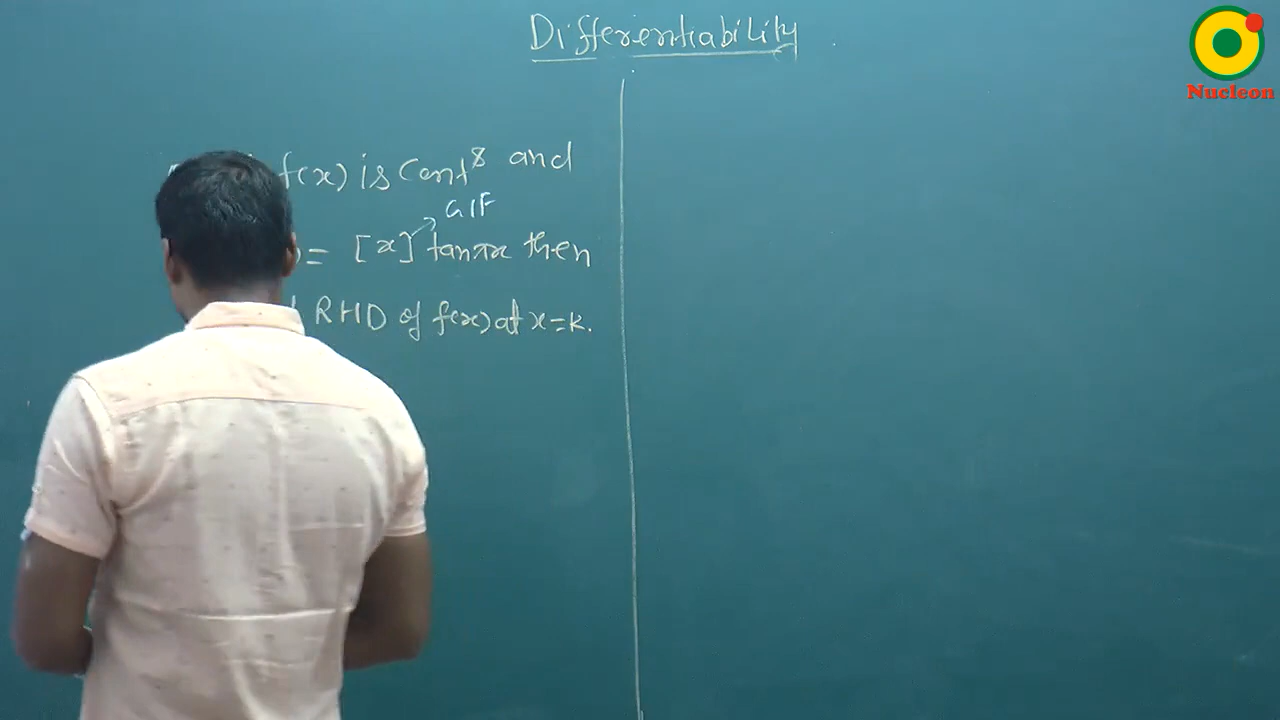 Differentiability
Nucleon
f(x) is Cont⁸ and
GIF
= [x] tanπx then
RHD of f(x) at x=k.